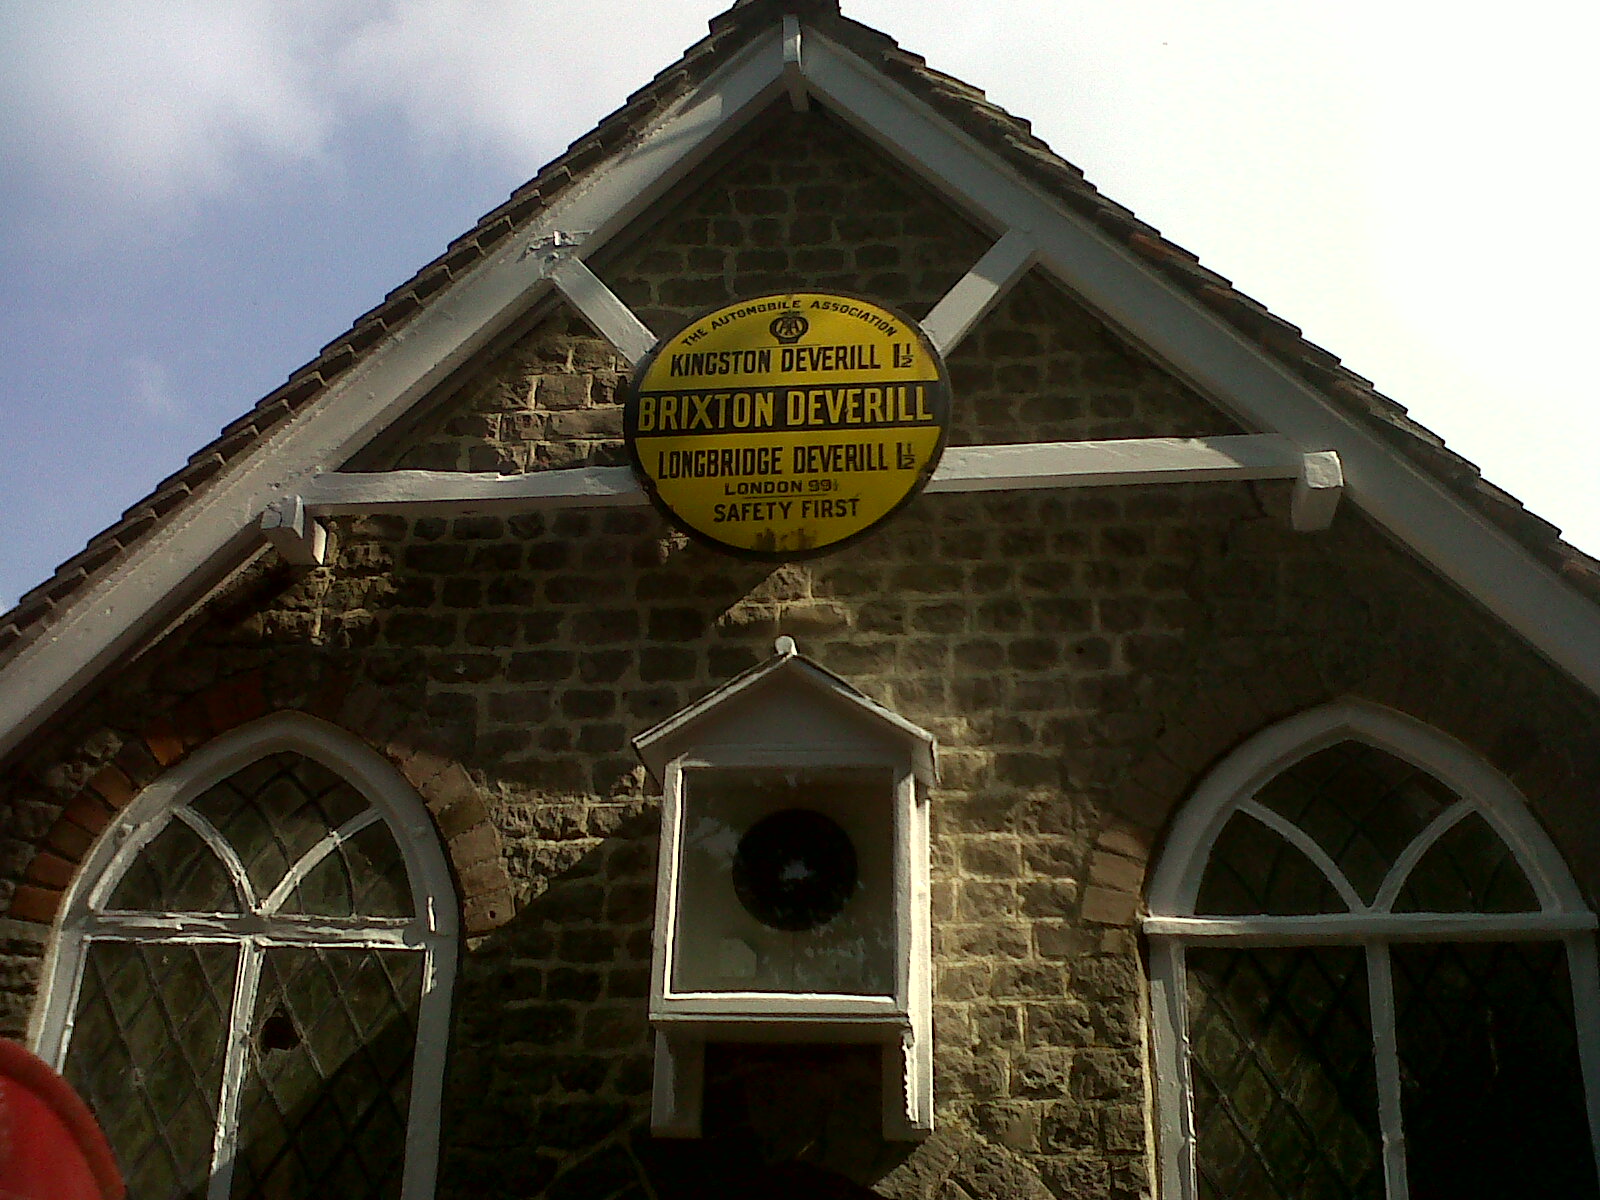 THE AUTOMOBILE ASSOCIATION
AA
KINGSTON DEVERILL 1½
BRIXTON DEVERILL
LONGBRIDGE DEVERILL 1½
LONDON 99½
SAFETY FIRST